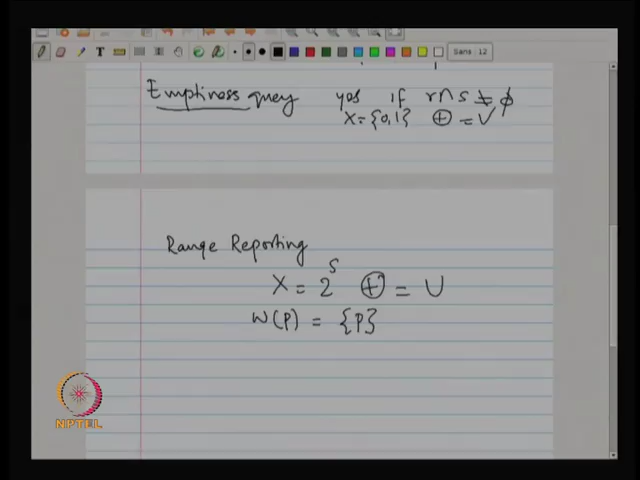 Sans 12
Emptiness query yes if r∩s ≠ ϕ
X={0,1} ⊕ = V
Range Reporting
X = 2^S ⊕ = U
W(P) = {P}
NPTEL